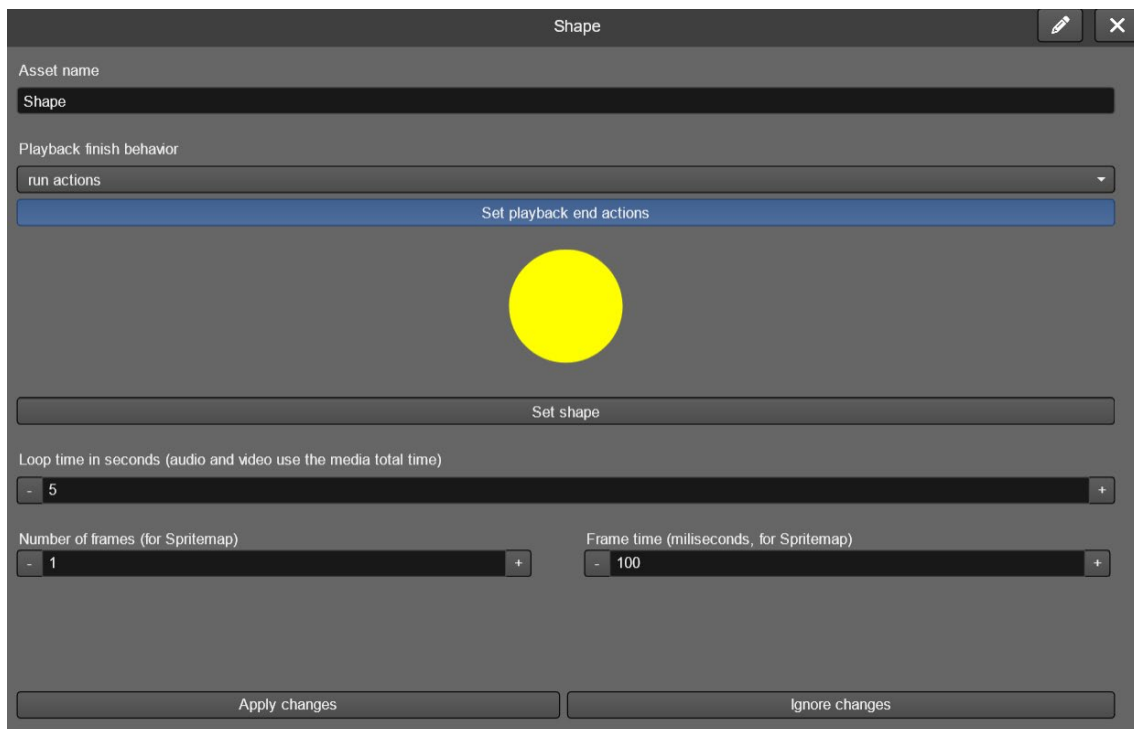 Shape
Asset name
Shape
Playback finish behavior
run actions
Set playback end actions
Set shape
Loop time in seconds (audio and video use the media total time)
- 5 +
Number of frames (for Spritemap) Frame time (miliseconds, for Spritemap)
- 1 + - 100 +
Apply changes Ignore changes